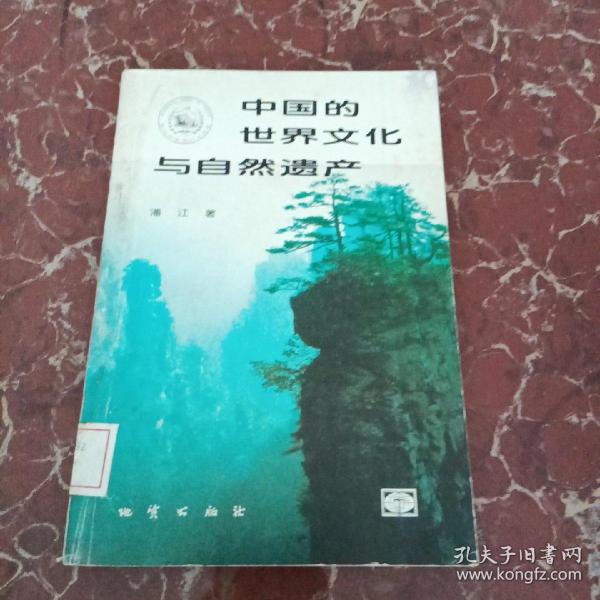 中国的
世界文化
与自然遗产
潘 江 著
地质出版社
孔夫子旧书网
www.kongfz.com